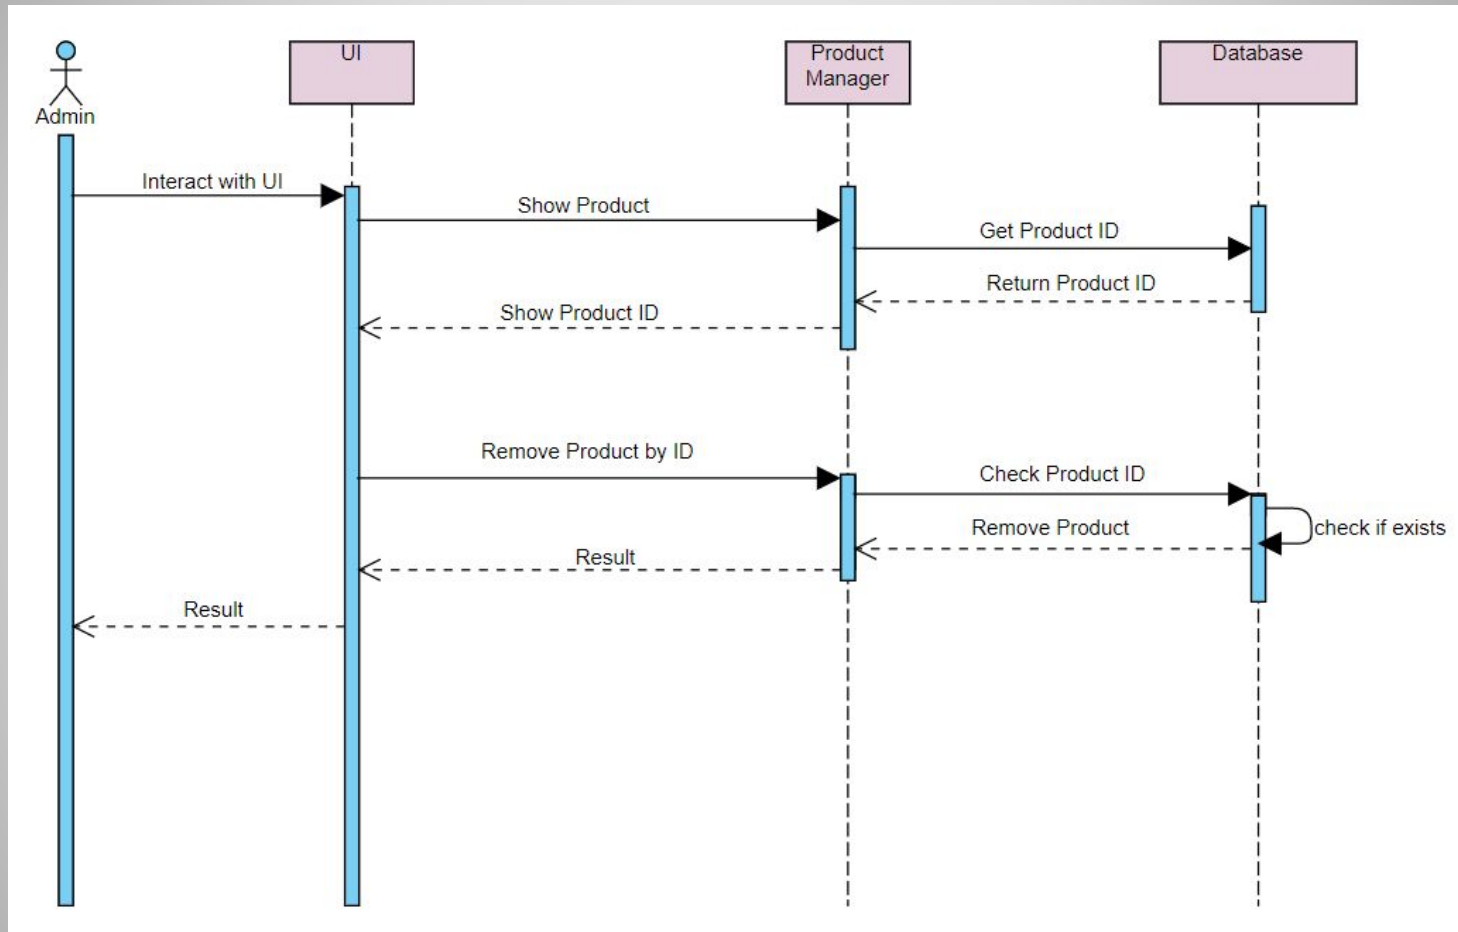 UI
Product
Manager
Database
Admin
Interact with UI
Show Product
Get Product ID
Return Product ID
Show Product ID
Remove Product by ID
Check Product ID
Remove Product
check if exists
Result
Result